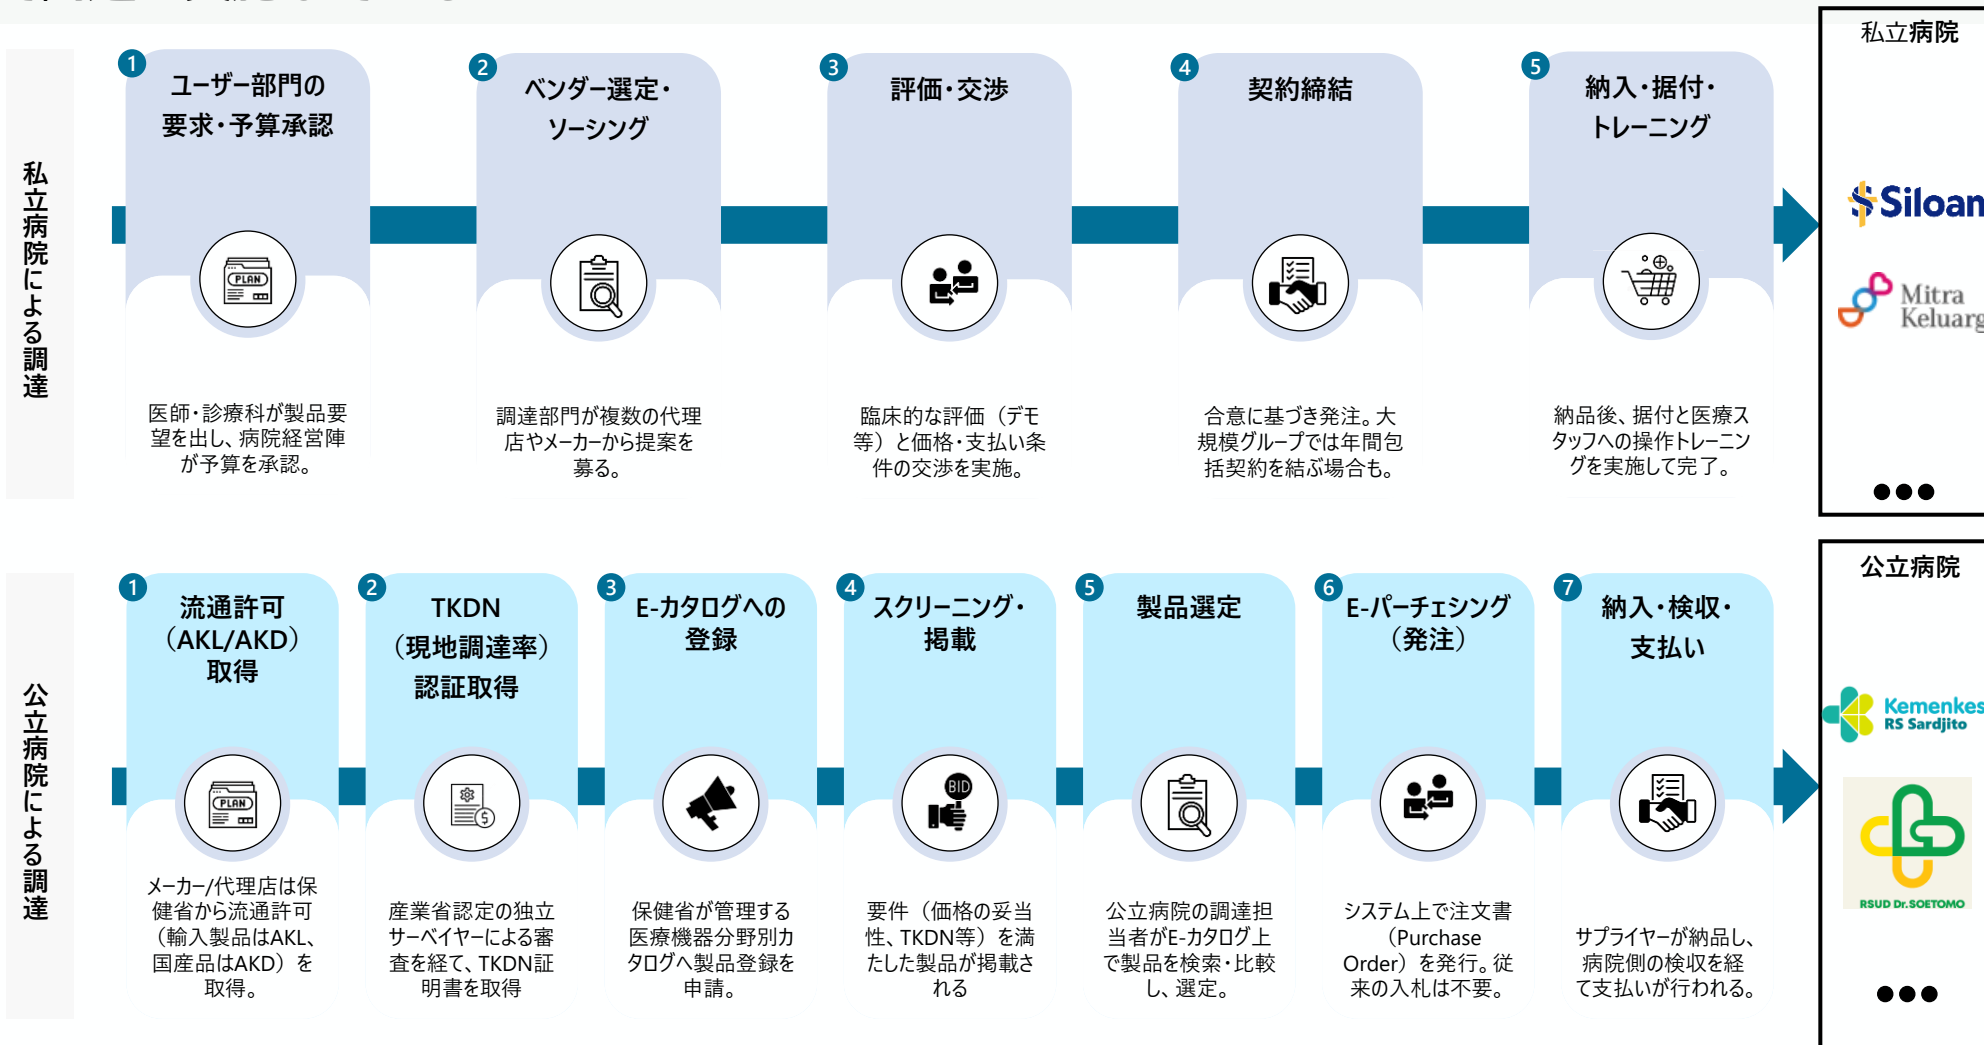 私立病院による調達
1
ユーザー部門の
要求・予算承認
PLAN
医師・診療科が製品要
望を出し、病院経営陣
が予算を承認。
2
ベンダー選定・
ソーシング
調達部門が複数の代理
店やメーカーから提案を
募る。
3
評価・交渉
臨床的な評価（デモ
等）と価格・支払い条
件の交渉を実施。
4
契約締結
合意に基づき発注。大
規模グループでは年間包
括契約を結ぶ場合も。
5
納入・据付・
トレーニング
納品後、据付と医療ス
タッフへの操作トレーニン
グを実施して完了。
私立病院
Siloam
Mitra
Keluarg
公立病院による調達
1
流通許可
（AKL/AKD）
取得
PLAN
メーカー/代理店は保
健省から流通許可
（輸入製品はAKL、
国産品はAKD）を
取得。
2
TKDN
（現地調達率）
認証取得
$
産業省認定の独立
サーベイヤーによる審
査を経て、TKDN証
明書を取得
3
E-カタログへの
登録
保健省が管理する
医療機器分野別カ
タログへ製品登録を
申請。
4
スクリーニング・
掲載
BID
要件（価格の妥当
性、TKDN等）を満
たした製品が掲載さ
れる
5
製品選定
公立病院の調達担
当者がE-カタログ上
で製品を検索・比較
し、選定。
6
E-パーチェシング
（発注）
システム上で注文書
（Purchase
Order）を発行。従
来の入札は不要。
7
納入・検収・
支払い
サプライヤーが納品し、
病院側の検収を経
て支払いが行われる。
公立病院
Kemenkes
RS Sardjito
RSUD Dr.SOETOMO